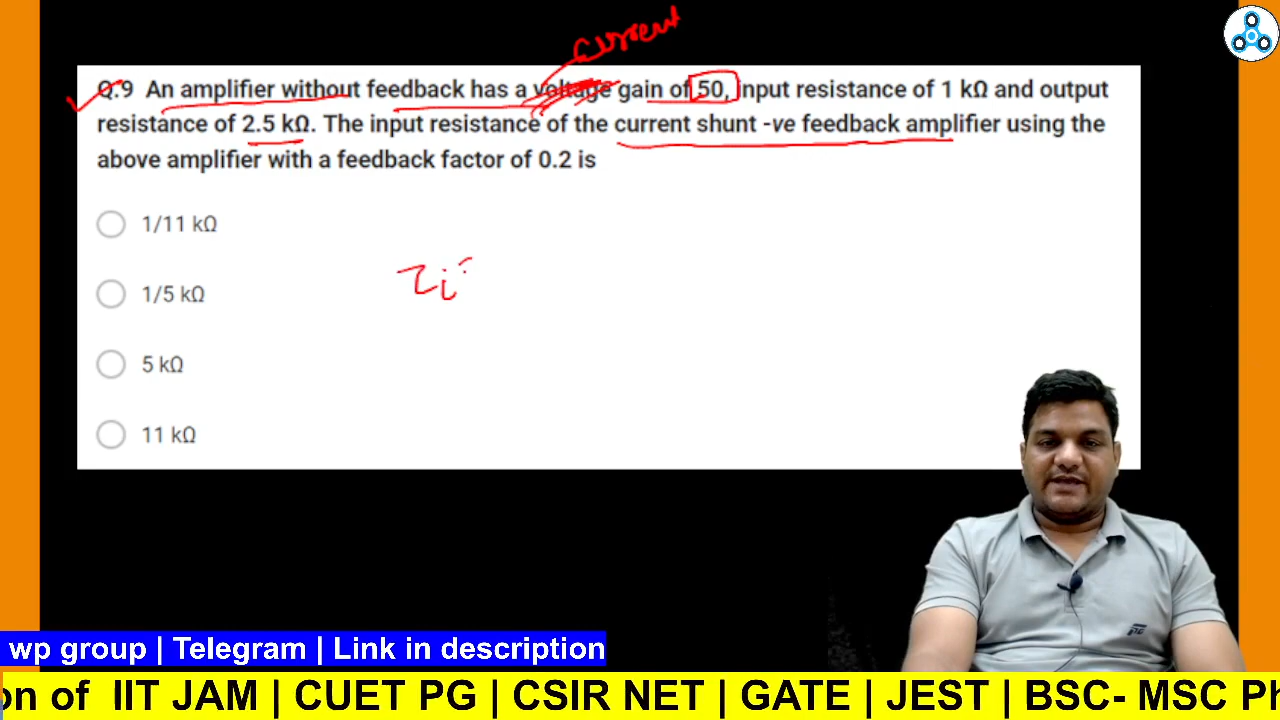 current
Q.9 An amplifier without feedback has a voltage gain of 50, input resistance of 1 kΩ and output
resistance of 2.5 kΩ. The input resistance of the current shunt -ve feedback amplifier using the
above amplifier with a feedback factor of 0.2 is
1/11 kΩ
1/5 kΩ
5 kΩ
11 kΩ
wp group | Telegram | Link in description
on of IIT JAM | CUET PG | CSIR NET | GATE | JEST | BSC- MSC Ph